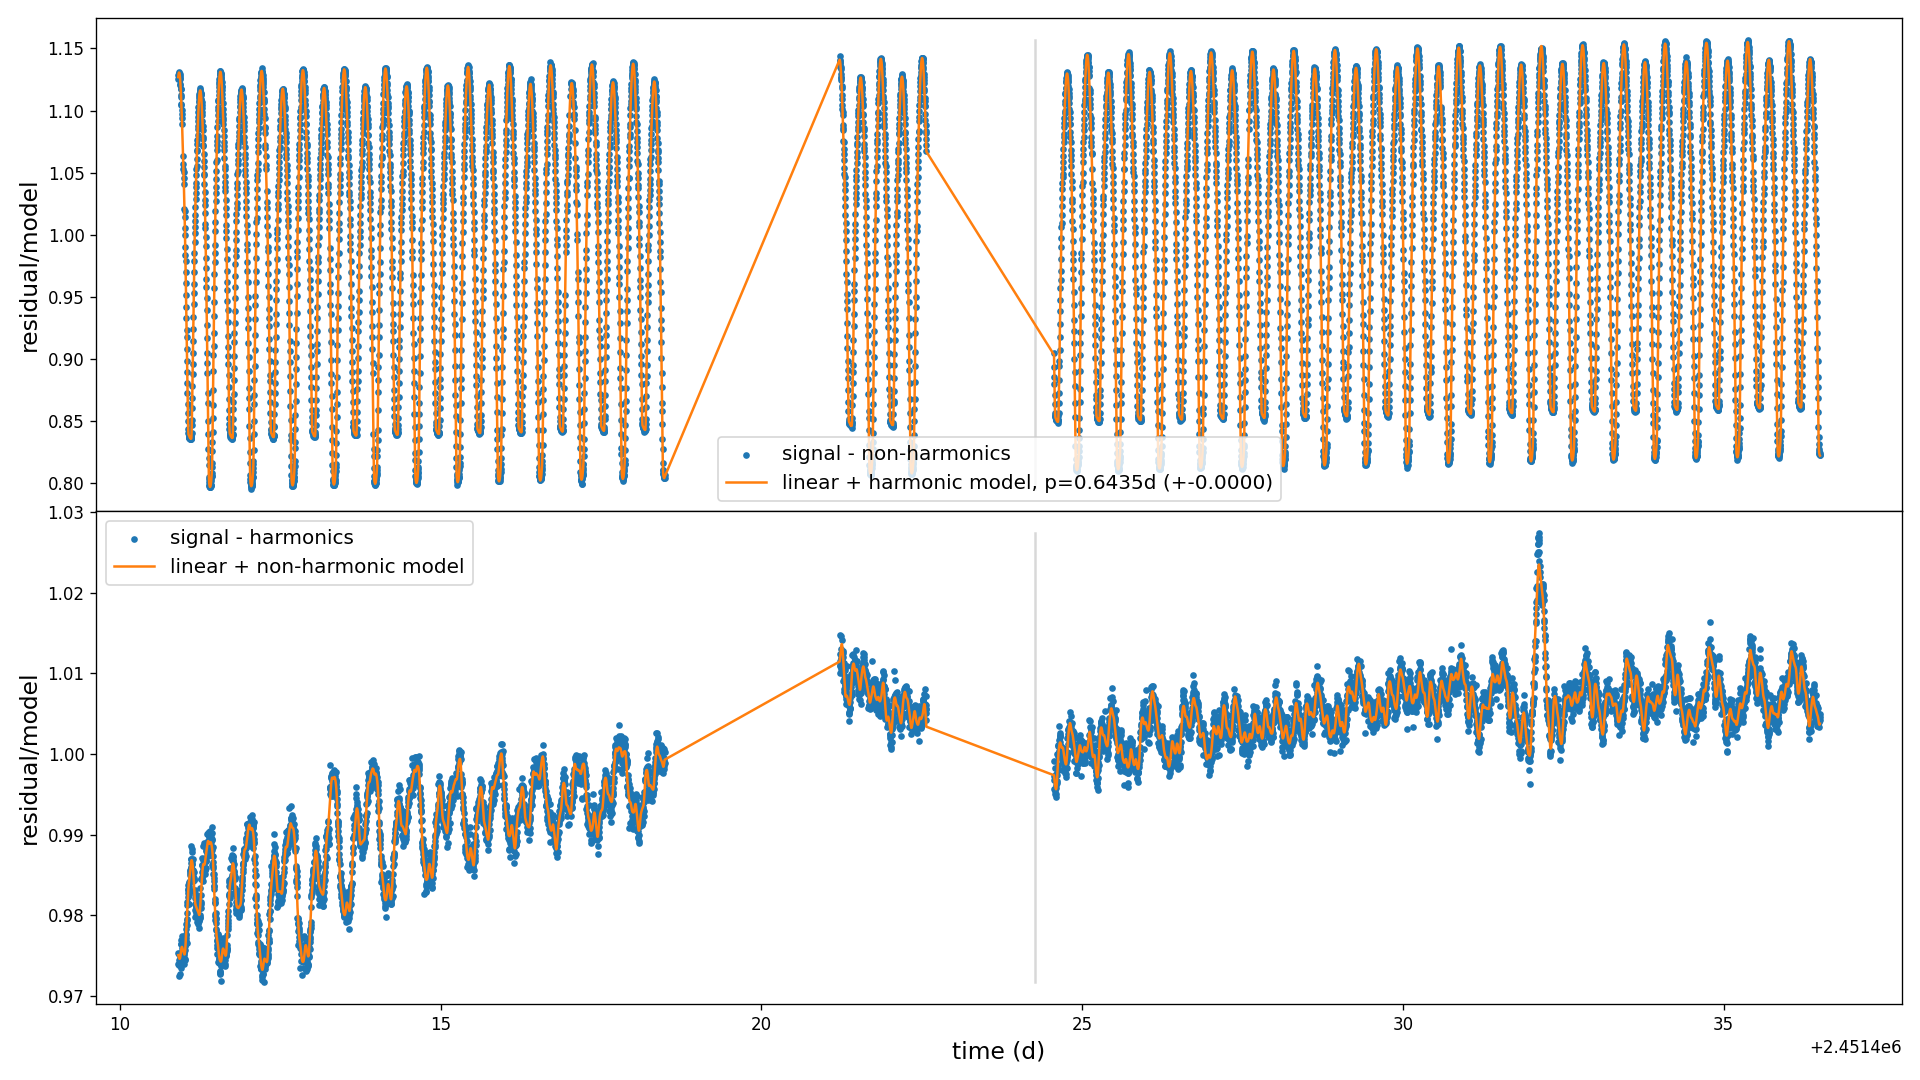 1.15
1.10
1.05
1.00
0.95
0.90
0.85
0.80
residual/model
signal - non-harmonics
linear + harmonic model, p=0.6435d (+-0.0000)
1.03
1.02
1.01
1.00
0.99
0.98
0.97
residual/model
signal - harmonics
linear + non-harmonic model
10 15 20 25 30 35
time (d)
+2.4514e6